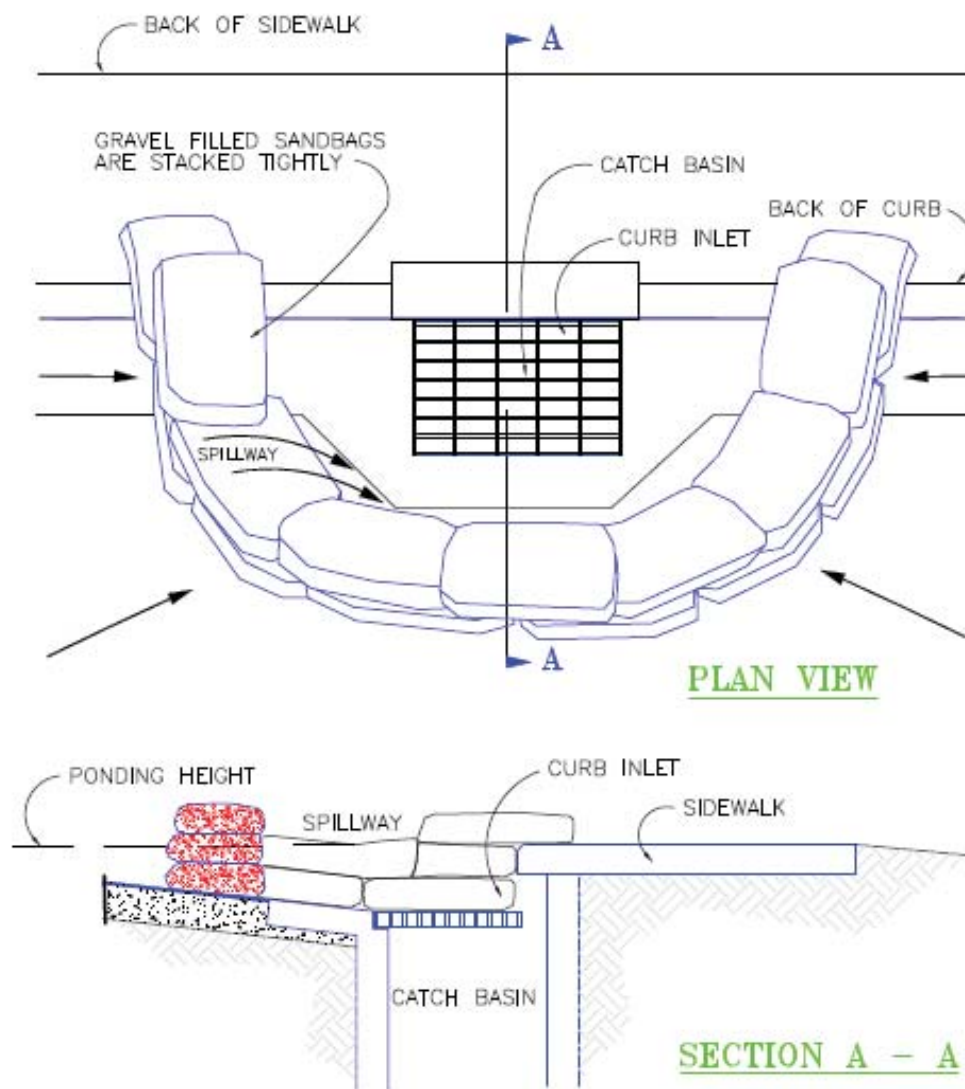 BACK OF SIDEWALK
A
GRAVEL FILLED SANDBAGS
ARE STACKED TIGHTLY
CATCH BASIN
BACK OF CURB
CURB INLET
SPILLWAY
A
PLAN VIEW
PONDING HEIGHT
CURB INLET
SPILLWAY
SIDEWALK
CATCH BASIN
SECTION A – A